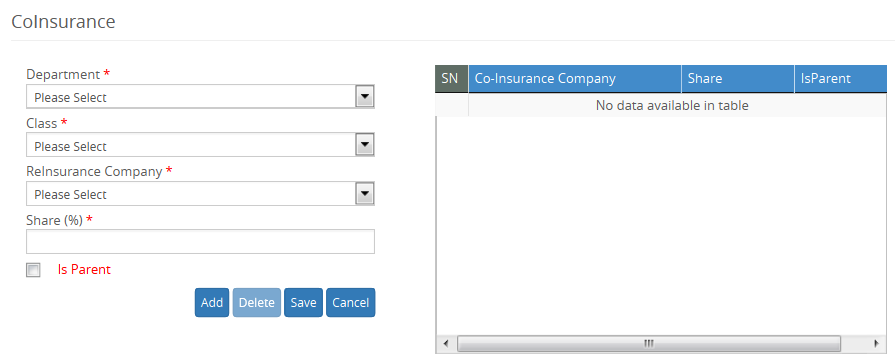 CoInsurance
Department *
Please Select
Class *
Please Select
ReInsurance Company *
Please Select
Share (%) *
Is Parent
Add Delete Save Cancel
SN Co-Insurance Company Share IsParent
No data available in table